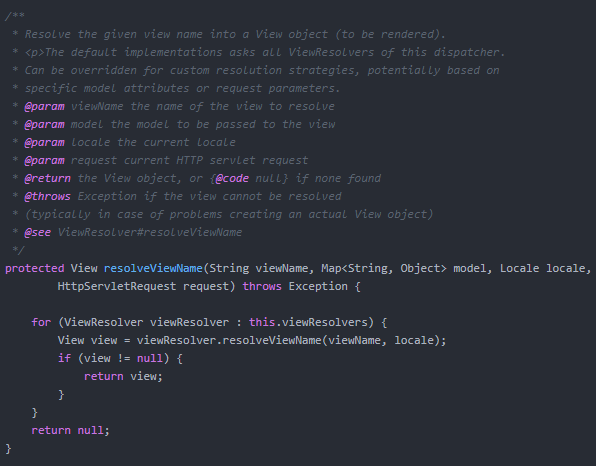 /**
 * Resolve the given view name into a View object (to be rendered).
 * <p>The default implementations asks all ViewResolvers of this dispatcher.
 * Can be overridden for custom resolution strategies, potentially based on
 * specific model attributes or request parameters.
 * @param viewName the name of the view to resolve
 * @param model the model to be passed to the view
 * @param locale the current locale
 * @param request current HTTP servlet request
 * @return the View object, or {@code null} if none found
 * @throws Exception if the view cannot be resolved
 * (typically in case of problems creating an actual View object)
 * @see ViewResolver#resolveViewName
 */
protected View resolveViewName(String viewName, Map<String, Object> model, Locale locale,
        HttpServletRequest request) throws Exception {

    for (ViewResolver viewResolver : this.viewResolvers) {
        View view = viewResolver.resolveViewName(viewName, locale);
        if (view != null) {
            return view;
        }
    }
    return null;
}